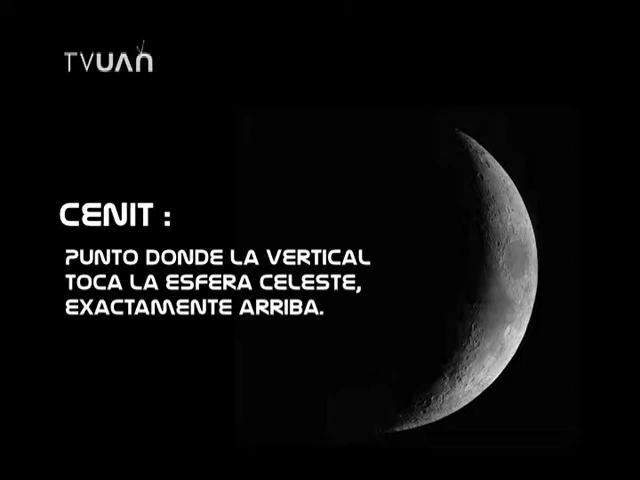 TVUAN
CENIT :
PUNTO DONDE LA VERTICAL
TOCA LA ESFERA CELESTE,
EXACTAMENTE ARRIBA.